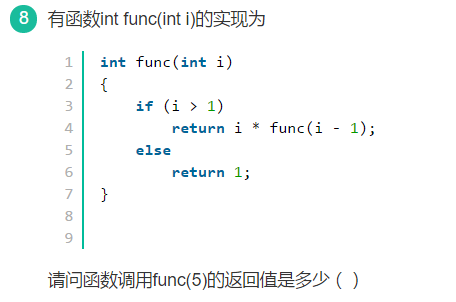 8 有函数int func(int i)的实现为
1 int func(int i)
2 {
3     if (i > 1)
4         return i * func(i - 1);
5     else
6         return 1;
7 }
8
9
请问函数调用func(5)的返回值是多少（ ）